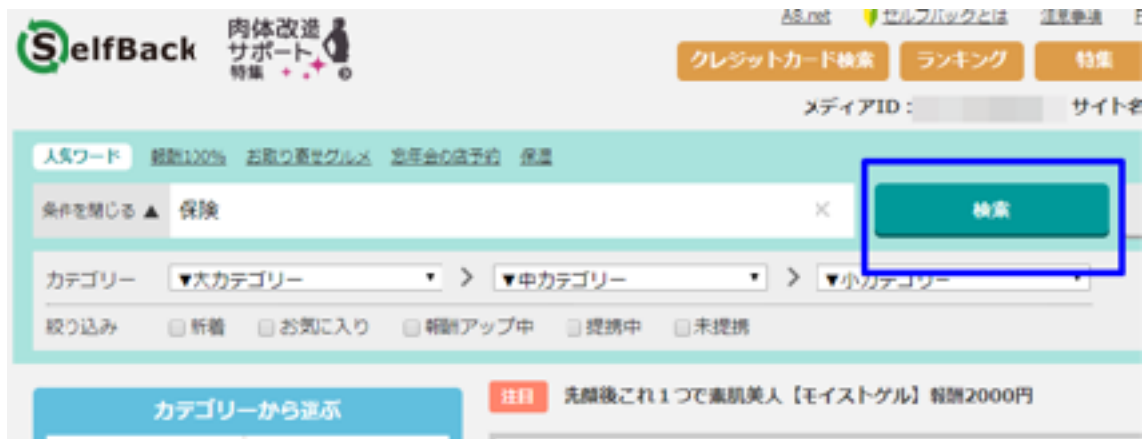 A8.net セルフバックとは 注意事項
SelfBack
肉体改造
サポート
特集
クレジットカード検索 ランキング 特集
メディアID: サイト名
人気ワード 報酬100% お取り寄せグルメ 忘年会の店予約 保湿
条件を閉じる ▲ 保険 × 検索
カテゴリー ▼大カテゴリー > ▼中カテゴリー > ▼小カテゴリー
絞り込み 新着 お気に入り 報酬アップ中 提携中 未提携
カテゴリーから選ぶ
注目 洗顔後これ1つで素肌美人【モイストゲル】報酬2000円